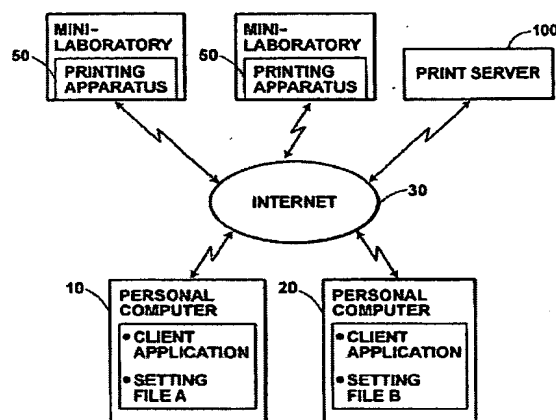 MINI-
LABORATORY
50
PRINTING
APPARATUS
MINI-
LABORATORY
50
PRINTING
APPARATUS
100
PRINT SERVER
INTERNET
30
10
PERSONAL
COMPUTER
• CLIENT
APPLICATION
• SETTING
FILE A
20
PERSONAL
COMPUTER
• CLIENT
APPLICATION
• SETTING
FILE B